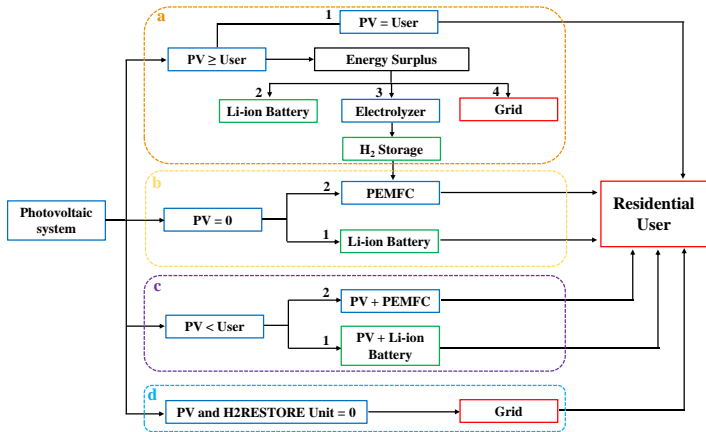 a
1
PV = User
PV ≥ User
Energy Surplus
2
3
4
Li-ion Battery
Electrolyzer
Grid
H₂ Storage
b
2
PEMFC
Photovoltaic
system
PV = 0
1
Li-ion Battery
Residential
User
c
2
PV + PEMFC
PV < User
1
PV + Li-ion
Battery
d
PV and H2RESTORE Unit = 0
Grid